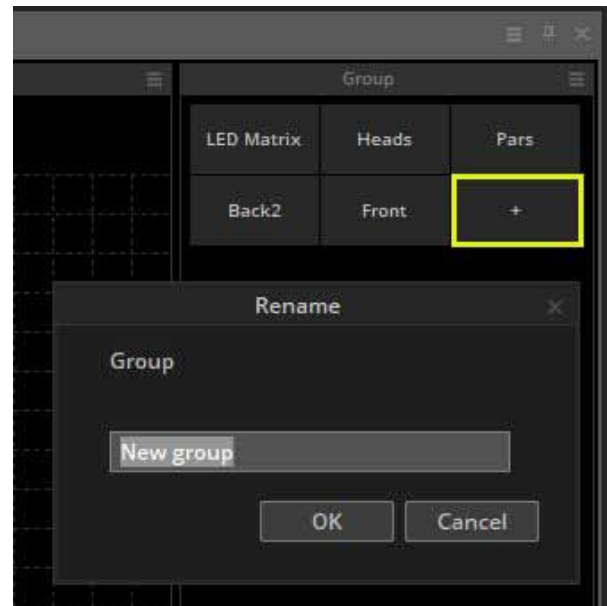 Group
LED Matrix Heads Pars
Back2 Front +
Rename
Group
New group
OK Cancel